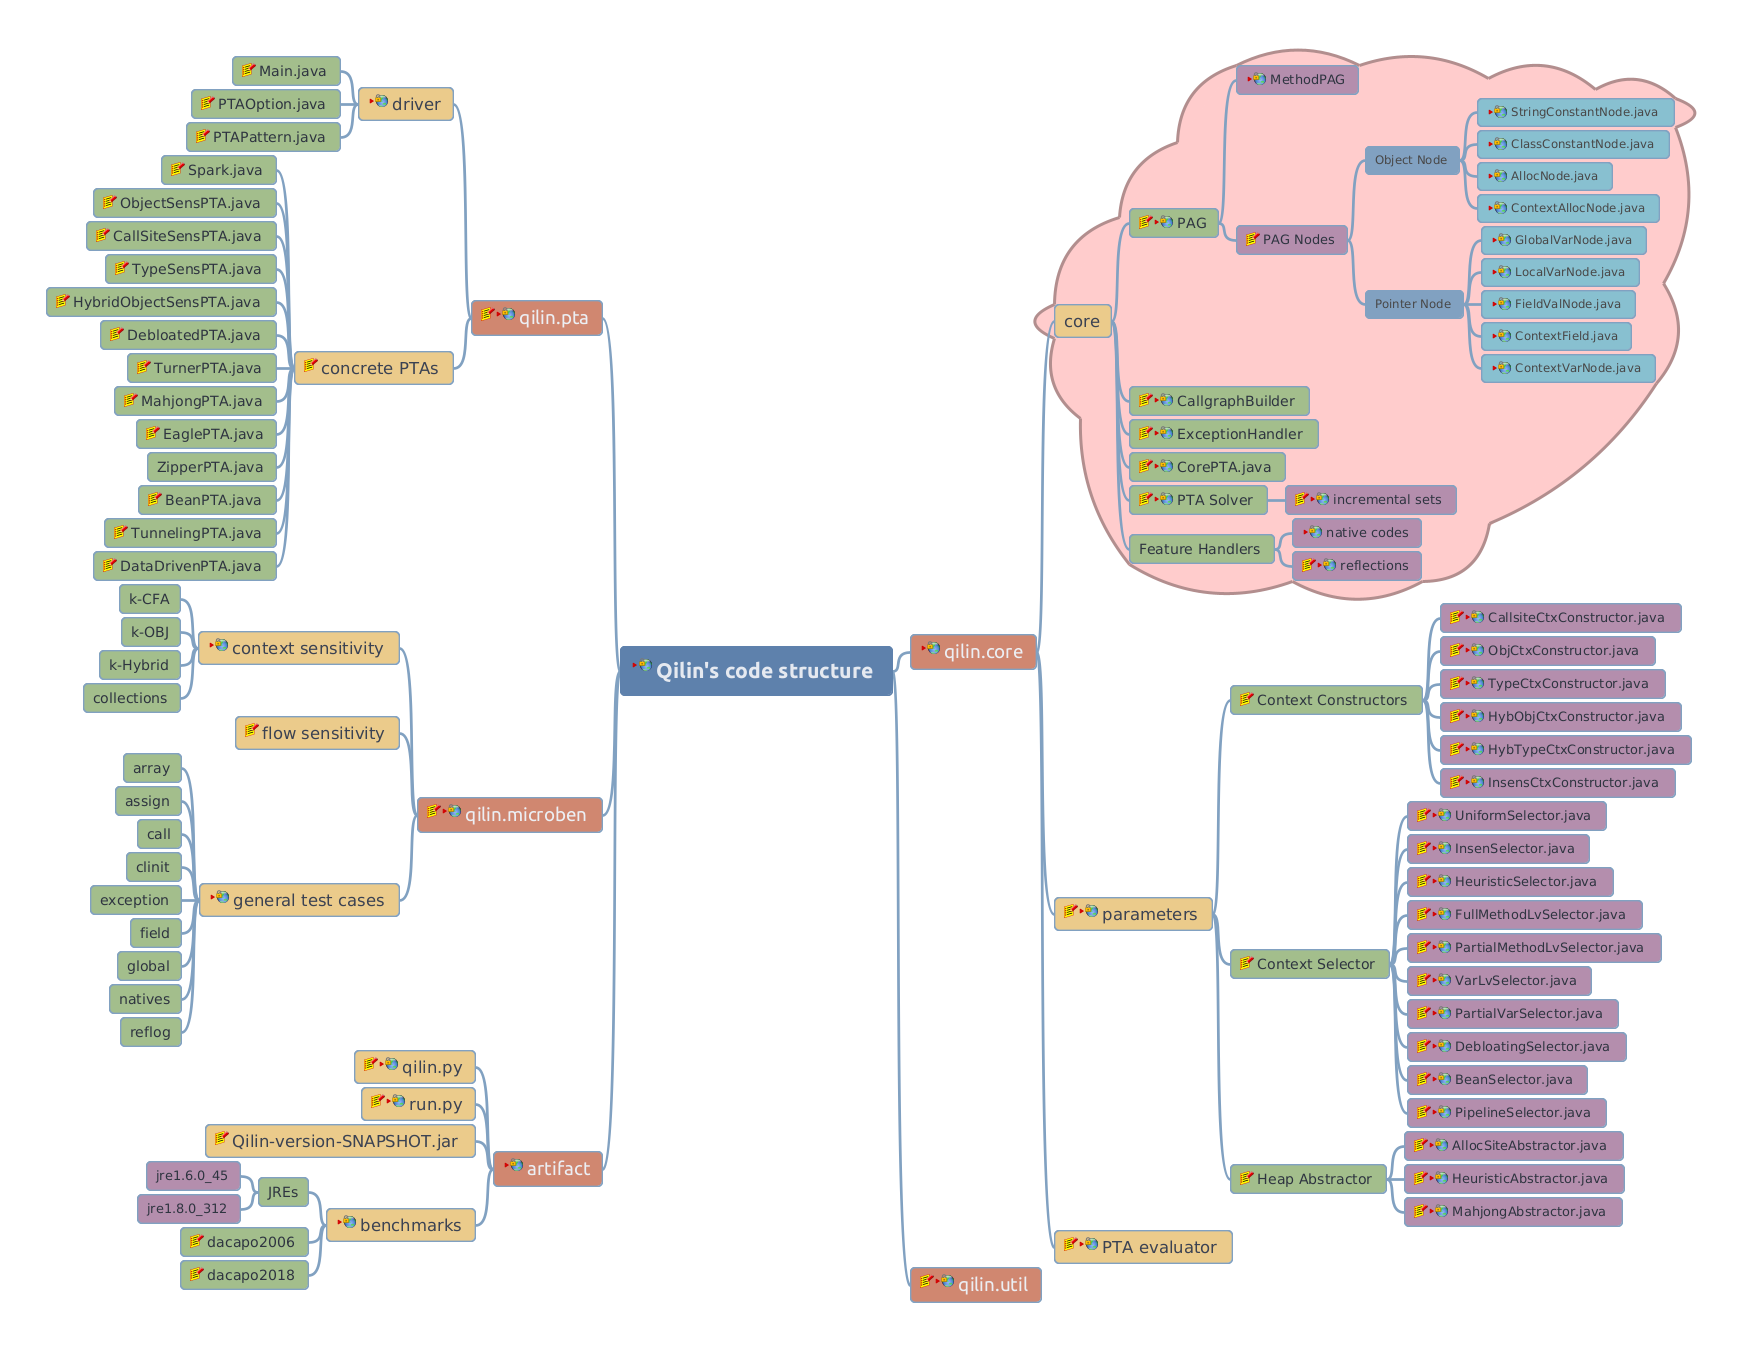 Qilin's code structure
qilin.pta
driver
Main.java
PTAOption.java
PTAPattern.java
concrete PTAs
Spark.java
ObjectSensPTA.java
CallSiteSensPTA.java
TypeSensPTA.java
HybridObjectSensPTA.java
DebloatedPTA.java
TurnerPTA.java
MahjongPTA.java
EaglePTA.java
ZipperPTA.java
BeanPTA.java
TunnelingPTA.java
DataDrivenPTA.java
qilin.microben
context sensitivity
k-CFA
k-OBJ
k-Hybrid
collections
flow sensitivity
general test cases
array
assign
call
clinit
exception
field
global
natives
reflog
artifact
qilin.py
run.py
Qilin-version-SNAPSHOT.jar
benchmarks
JREs
jre1.6.0_45
jre1.8.0_312
dacapo2006
dacapo2018
qilin.core
core
PAG
MethodPAG
PAG Nodes
Object Node
StringConstantNode.java
ClassConstantNode.java
AllocNode.java
ContextAllocNode.java
Pointer Node
GlobalVarNode.java
LocalVarNode.java
FieldValNode.java
ContextField.java
ContextVarNode.java
CallgraphBuilder
ExceptionHandler
CorePTA.java
PTA Solver
incremental sets
Feature Handlers
native codes
reflections
parameters
Context Constructors
CallsiteCtxConstructor.java
ObjCtxConstructor.java
TypeCtxConstructor.java
HybObjCtxConstructor.java
HybTypeCtxConstructor.java
InsensCtxConstructor.java
Context Selector
UniformSelector.java
InsenSelector.java
HeuristicSelector.java
FullMethodLvSelector.java
PartialMethodLvSelector.java
VarLvSelector.java
PartialVarSelector.java
DebloatingSelector.java
BeanSelector.java
PipelineSelector.java
Heap Abstractor
AllocSiteAbstractor.java
HeuristicAbstractor.java
MahjongAbstractor.java
PTA evaluator
qilin.util